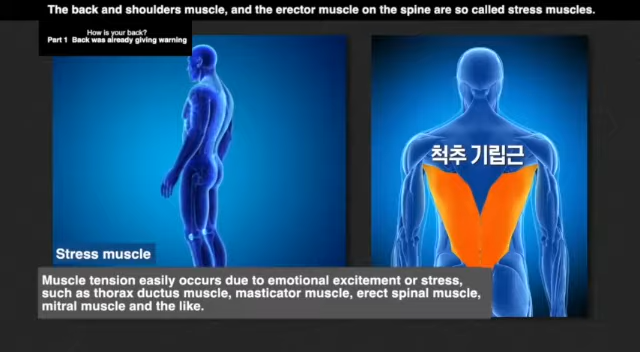 The back and shoulders muscle, and the erector muscle on the spine are so called stress muscles.
How is your back?
Part 1 Back was already giving warning
척추 기립근
Stress muscle
Muscle tension easily occurs due to emotional excitement or stress,
such as thorax ductus muscle, masticator muscle, erect spinal muscle,
mitral muscle and the like.